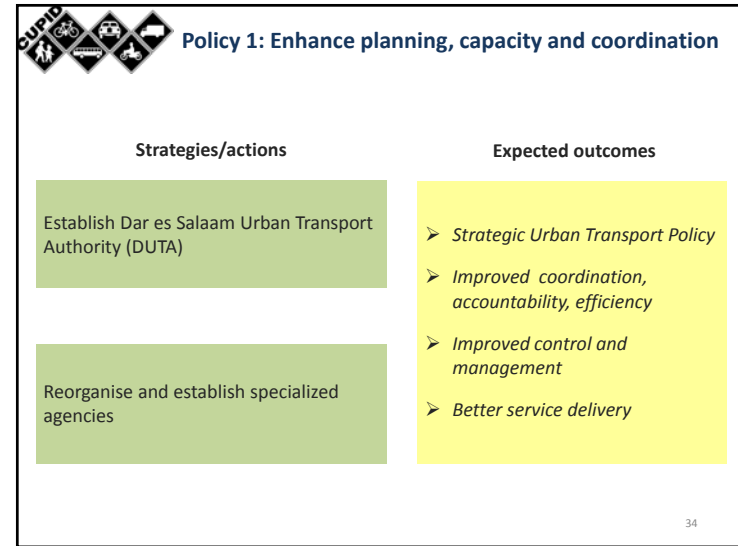 CUPID
Policy 1: Enhance planning, capacity and coordination
Strategies/actions
Establish Dar es Salaam Urban Transport
Authority (DUTA)
Reorganise and establish specialized
agencies
Expected outcomes
➢ Strategic Urban Transport Policy
➢ Improved coordination,
accountability, efficiency
➢ Improved control and
management
➢ Better service delivery
34